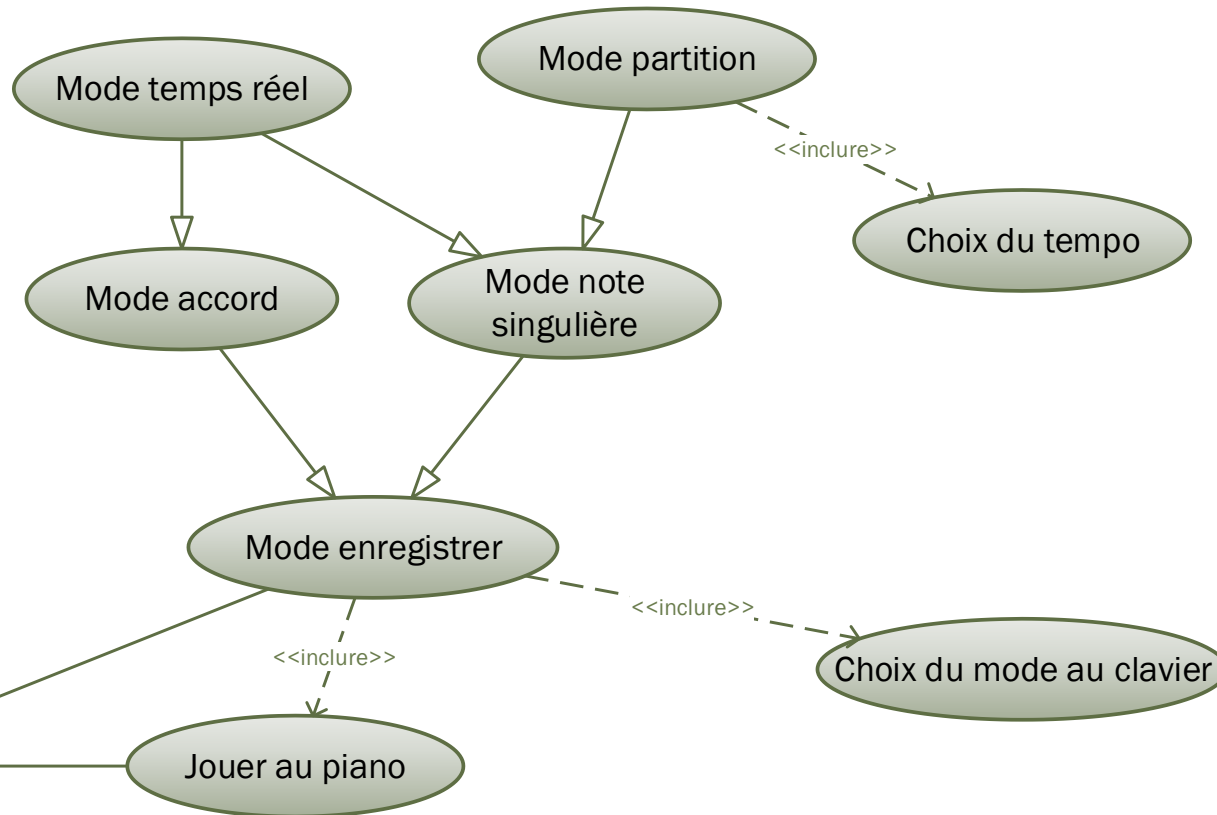 Mode partition
Mode temps réel
<<inclure>>
Choix du tempo
Mode accord
Mode note
singulière
Mode enregistrer
<<inclure>>
<<inclure>>
Choix du mode au clavier
Jouer au piano